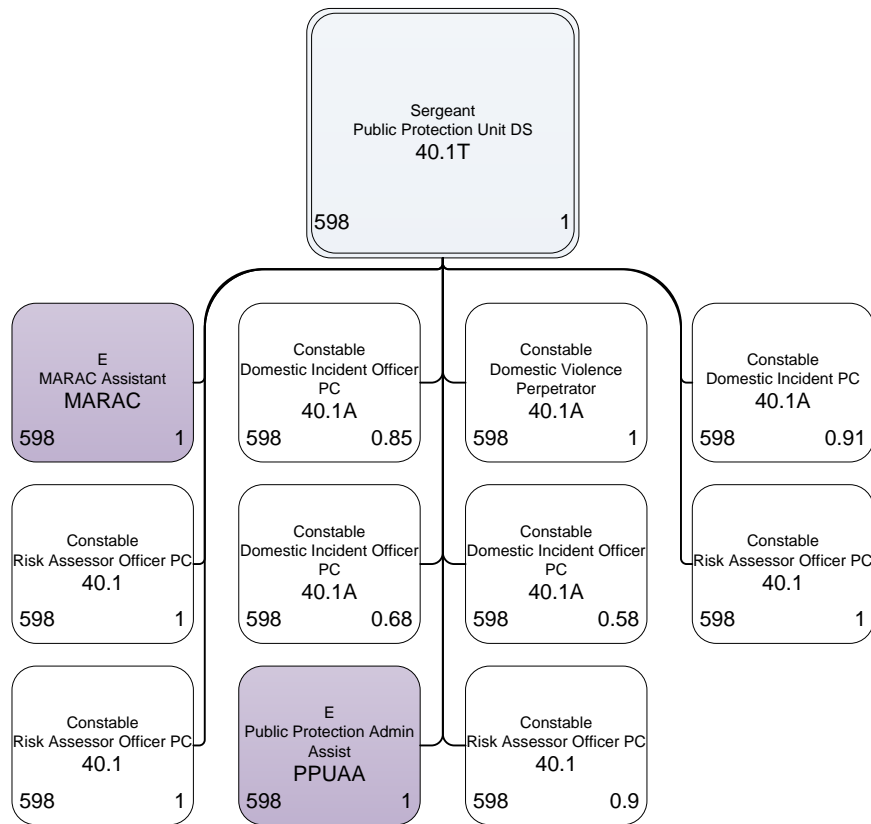 Sergeant
Public Protection Unit DS
40.1T
598 1
E
MARAC Assistant
MARAC
598 1
Constable
Domestic Incident Officer
PC
40.1A
598 0.85
Constable
Domestic Violence
Perpetrator
40.1A
598 1
Constable
Domestic Incident PC
40.1A
598 0.91
Constable
Risk Assessor Officer PC
40.1
598 1
Constable
Domestic Incident Officer
PC
40.1A
598 0.68
Constable
Domestic Incident Officer
PC
40.1A
598 0.58
Constable
Risk Assessor Officer PC
40.1
598 1
Constable
Risk Assessor Officer PC
40.1
598 1
E
Public Protection Admin
Assist
PPUAA
598 1
Constable
Risk Assessor Officer PC
40.1
598 0.9